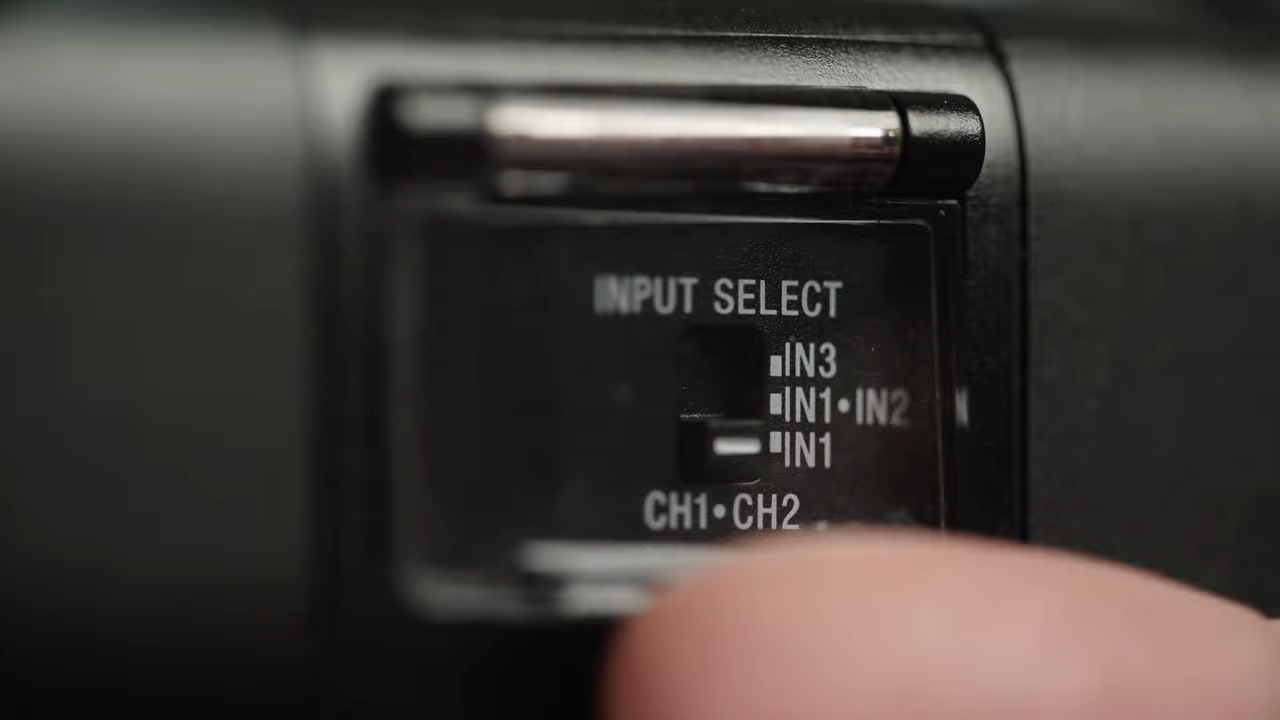 INPUT SELECT
IN3
IN1•IN2
IN1
CH1•CH2